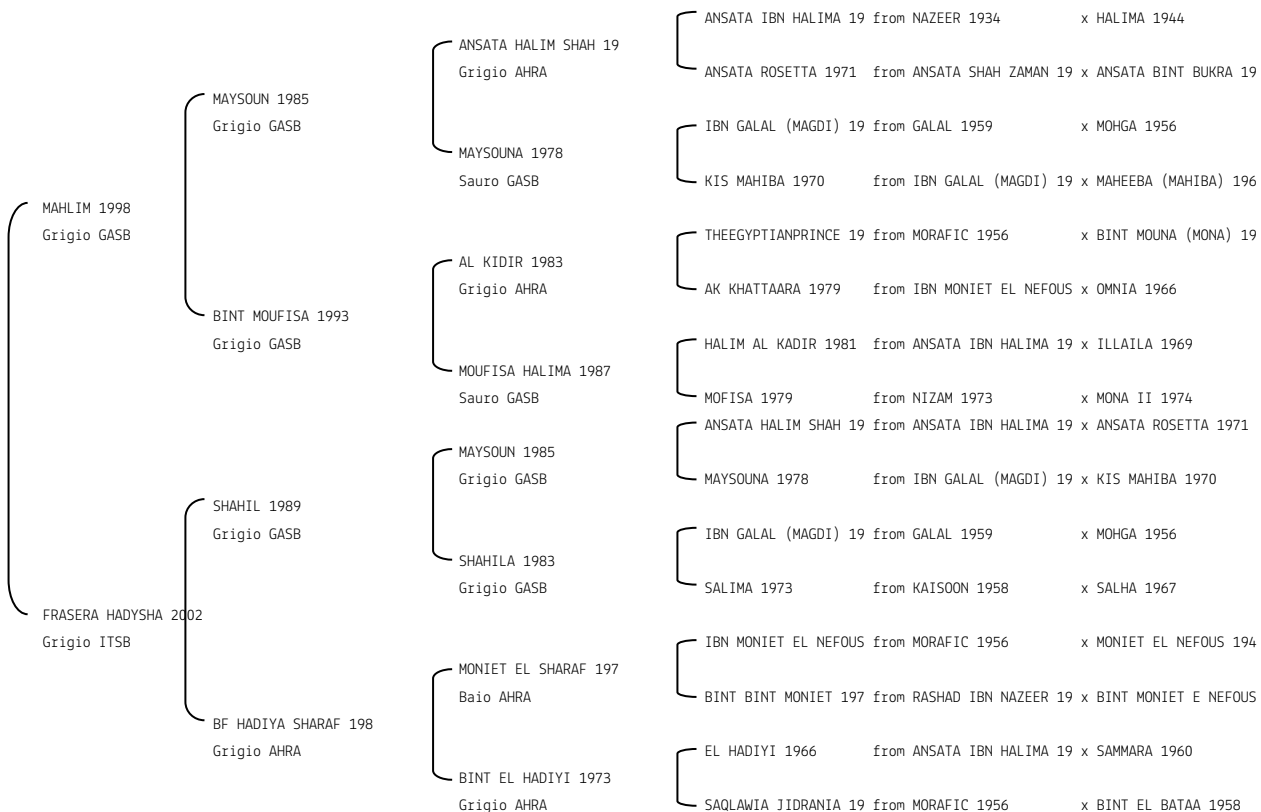 ANSATA IBN HALIMA 19 from NAZEER 1934 x HALIMA 1944
ANSATA HALIM SHAH 19
Grigio AHRA
ANSATA ROSETTA 1971 from ANSATA SHAH ZAMAN 19 x ANSATA BINT BUKRA 19
MAYSOUN 1985
Grigio GASB
IBN GALAL (MAGDI) 19 from GALAL 1959 x MOHGA 1956
MAYSOUNA 1978
Sauro GASB
KIS MAHIBA 1970 from IBN GALAL (MAGDI) 19 x MAHEEBA (MAHIBA) 196
MAHLIM 1998
Grigio GASB
THEEGYPTIANPRINCE 19 from MORAFIC 1956 x BINT MOUNA (MONA) 19
AL KIDIR 1983
Grigio AHRA
AK KHATTAARA 1979 from IBN MONIET EL NEFOUS x OMNIA 1966
BINT MOUFISA 1993
Grigio GASB
HALIM AL KADIR 1981 from ANSATA IBN HALIMA 19 x ILLAILA 1969
MOUFISA HALIMA 1987
Sauro GASB
MOFISA 1979 from NIZAM 1973 x MONA II 1974
ANSATA HALIM SHAH 19 from ANSATA IBN HALIMA 19 x ANSATA ROSETTA 1971
MAYSOUN 1985
Grigio GASB
MAYSOUNA 1978 from IBN GALAL (MAGDI) 19 x KIS MAHIBA 1970
SHAHIL 1989
Grigio GASB
IBN GALAL (MAGDI) 19 from GALAL 1959 x MOHGA 1956
SHAHILA 1983
Grigio GASB
SALIMA 1973 from KAISOON 1958 x SALHA 1967
FRASERA HADYSHA 2002
Grigio ITSB
IBN MONIET EL NEFOUS from MORAFIC 1956 x MONIET EL NEFOUS 194
MONIET EL SHARAF 197
Baio AHRA
BINT BINT MONIET 197 from RASHAD IBN NAZEER 19 x BINT MONIET E NEFOUS
BF HADIYA SHARAF 198
Grigio AHRA
EL HADIYI 1966 from ANSATA IBN HALIMA 19 x SAMMARA 1960
BINT EL HADIYI 1973
Grigio AHRA
SAQLAWIA JIDRANIA 19 from MORAFIC 1956 x BINT EL BATAA 1958